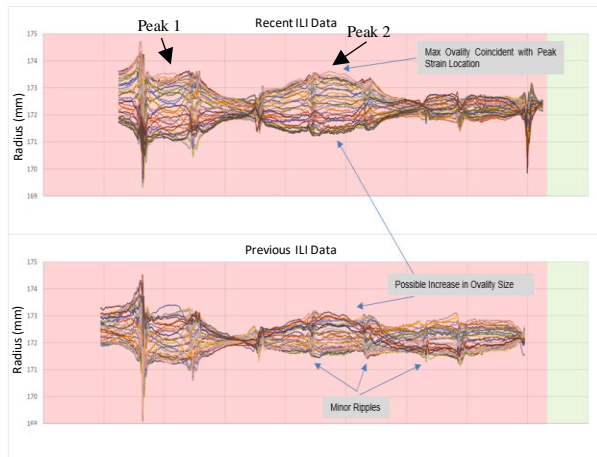 Recent ILI Data
Peak 1
Peak 2
Max Ovality Coincident with Peak
Strain Location
Radius (mm)
175
174
173
172
171
170
169
Previous ILI Data
Possible Increase in Ovality Size
Minor Ripples
Radius (mm)
175
174
173
172
171
170
169